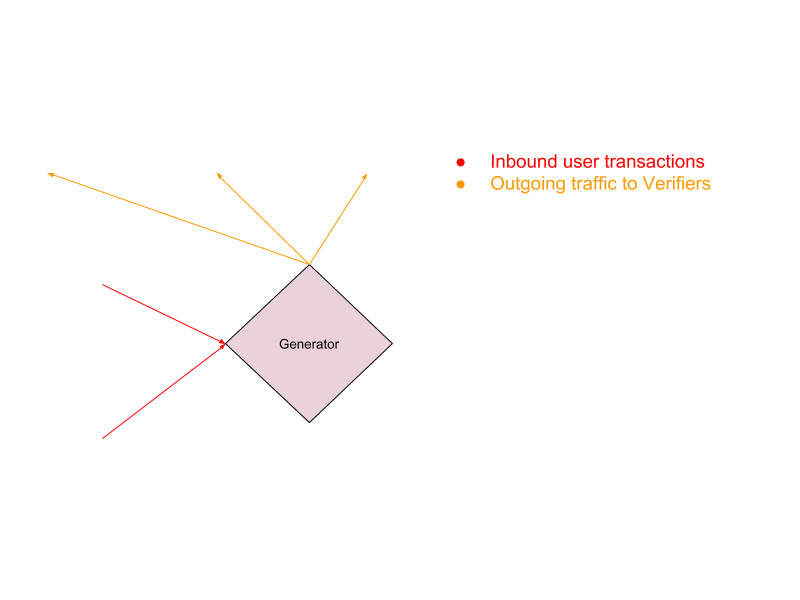 ● Inbound user transactions
● Outgoing traffic to Verifiers
Generator